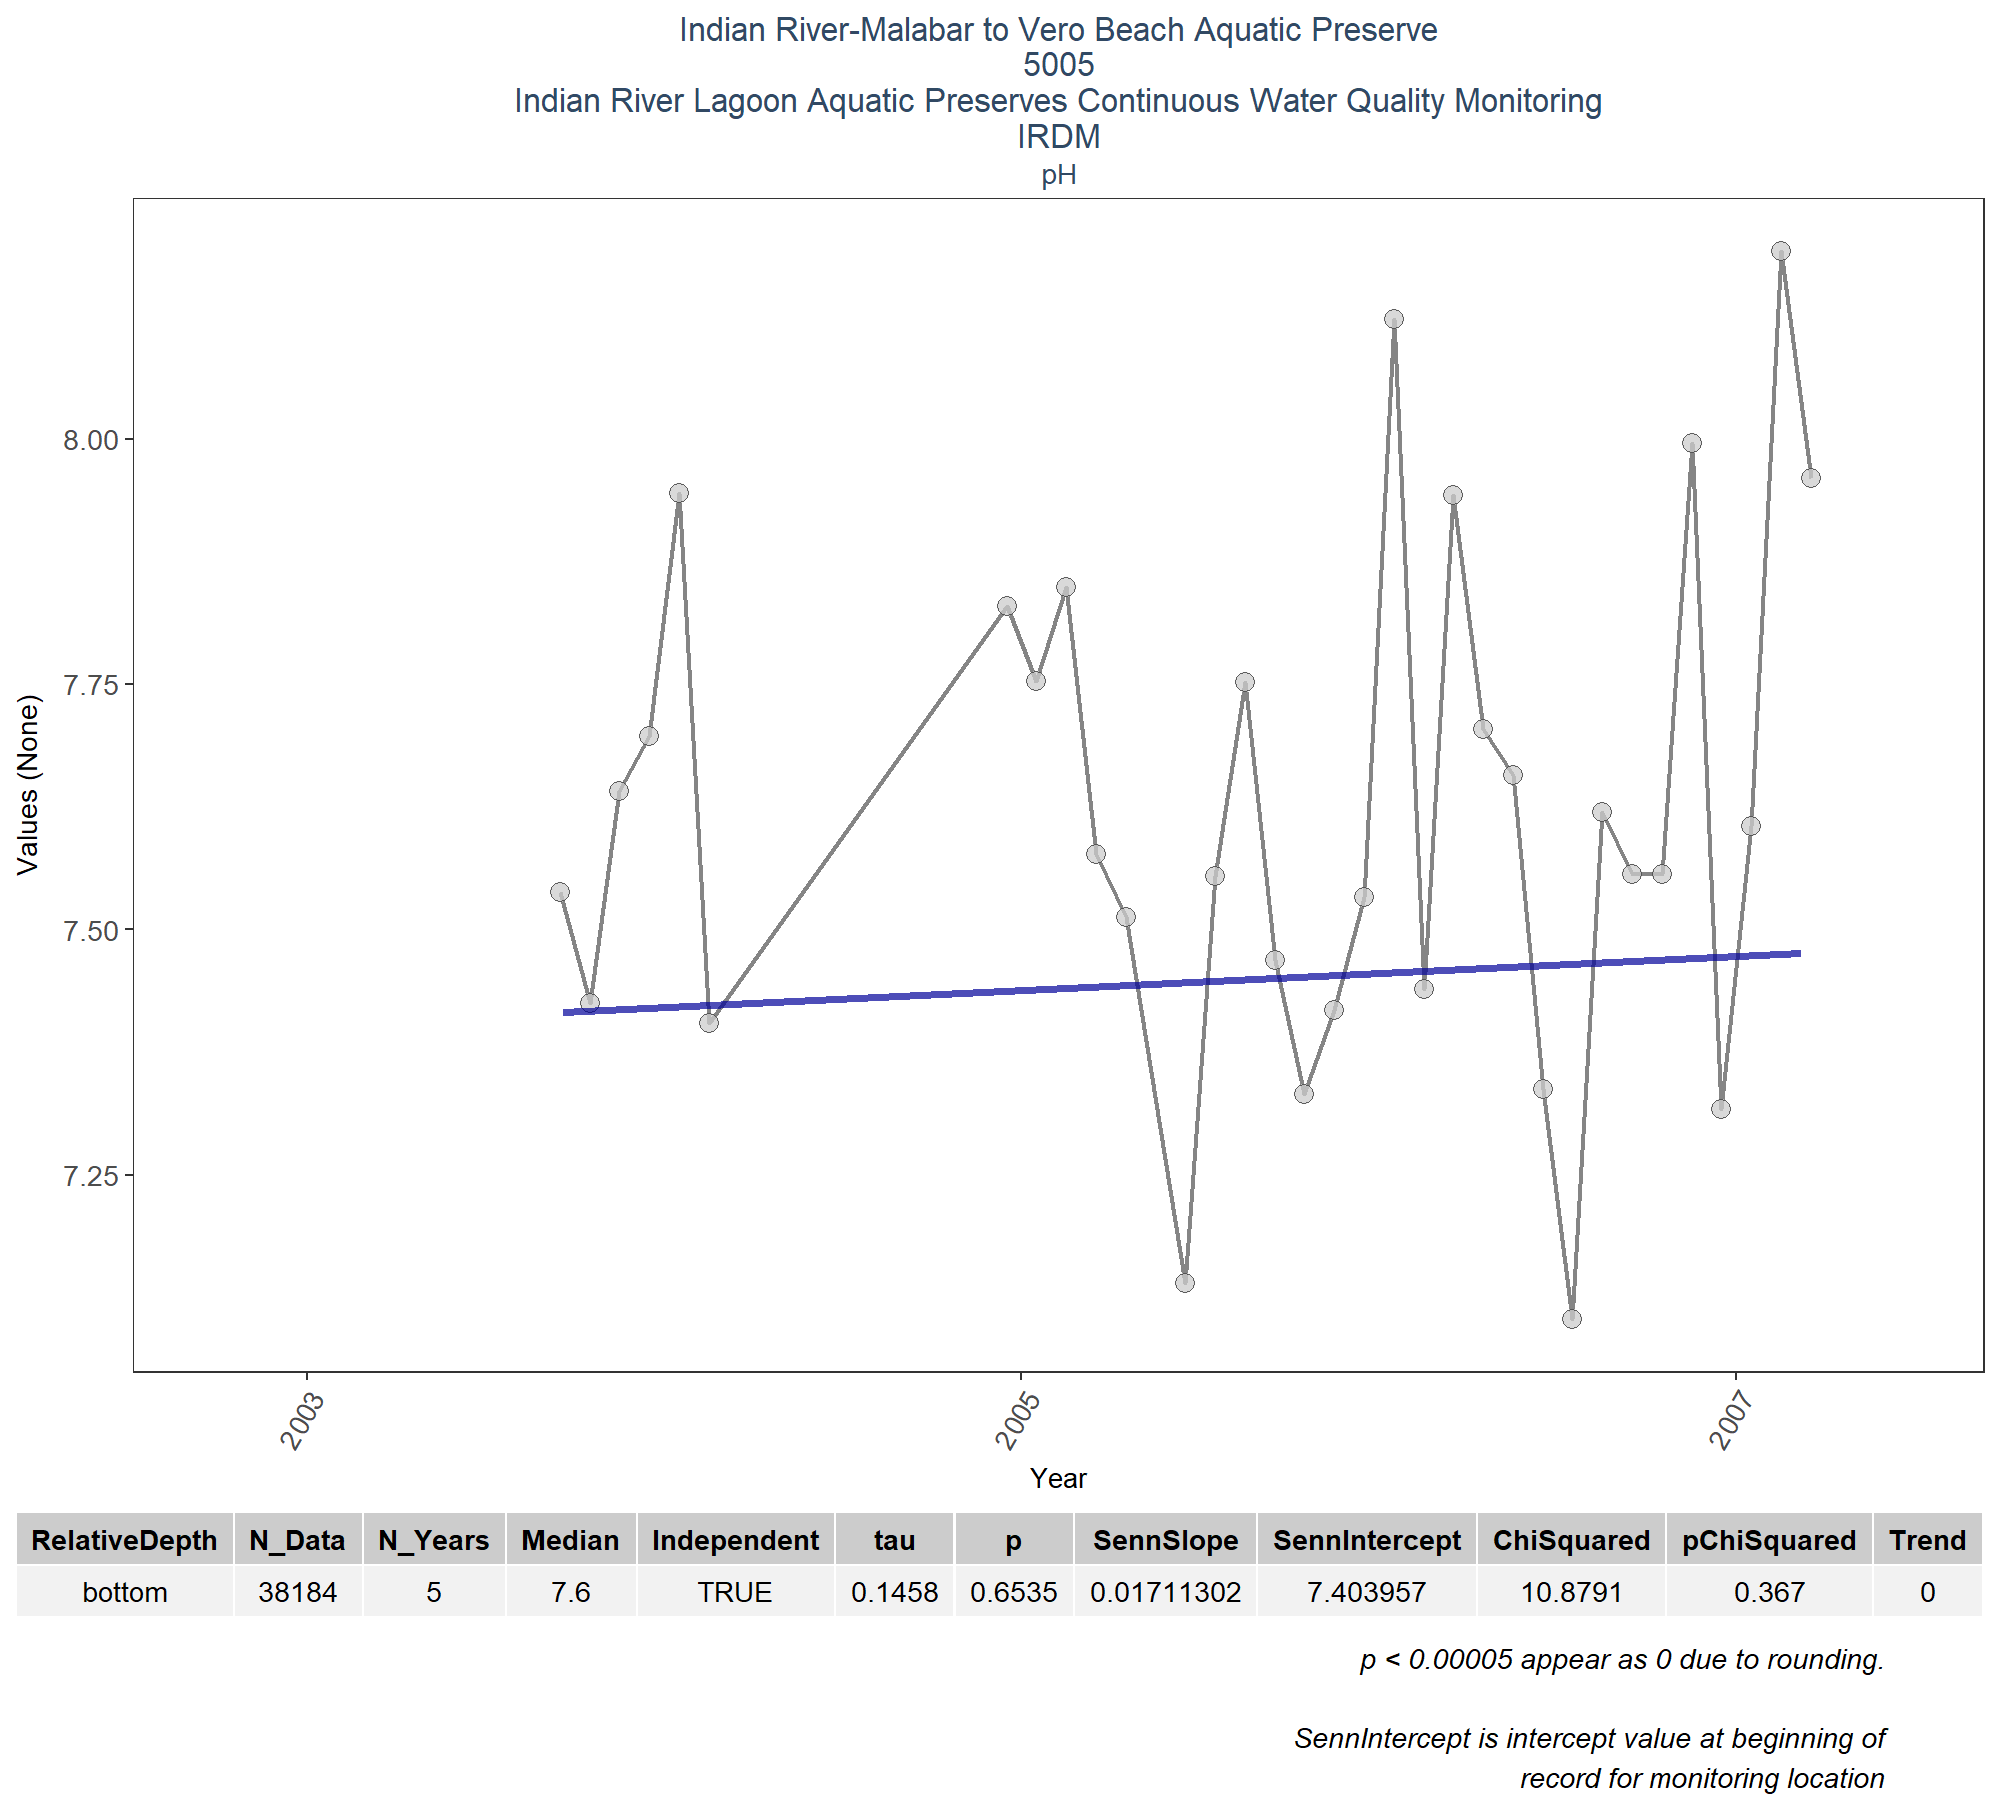 Indian River-Malabar to Vero Beach Aquatic Preserve
5005
Indian River Lagoon Aquatic Preserves Continuous Water Quality Monitoring
IRDM
pH
Values (None)
8.00
7.75
7.50
7.25
2003
2005
2007
Year
RelativeDepth N_Data N_Years Median Independent tau p SennSlope SennIntercept ChiSquared pChiSquared Trend
bottom 38184 5 7.6 TRUE 0.1458 0.6535 0.01711302 7.403957 10.8791 0.367 0
p < 0.00005 appear as 0 due to rounding.
SennIntercept is intercept value at beginning of
record for monitoring location